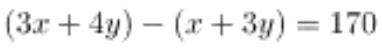 (3x + 4y) − (x + 3y) = 170